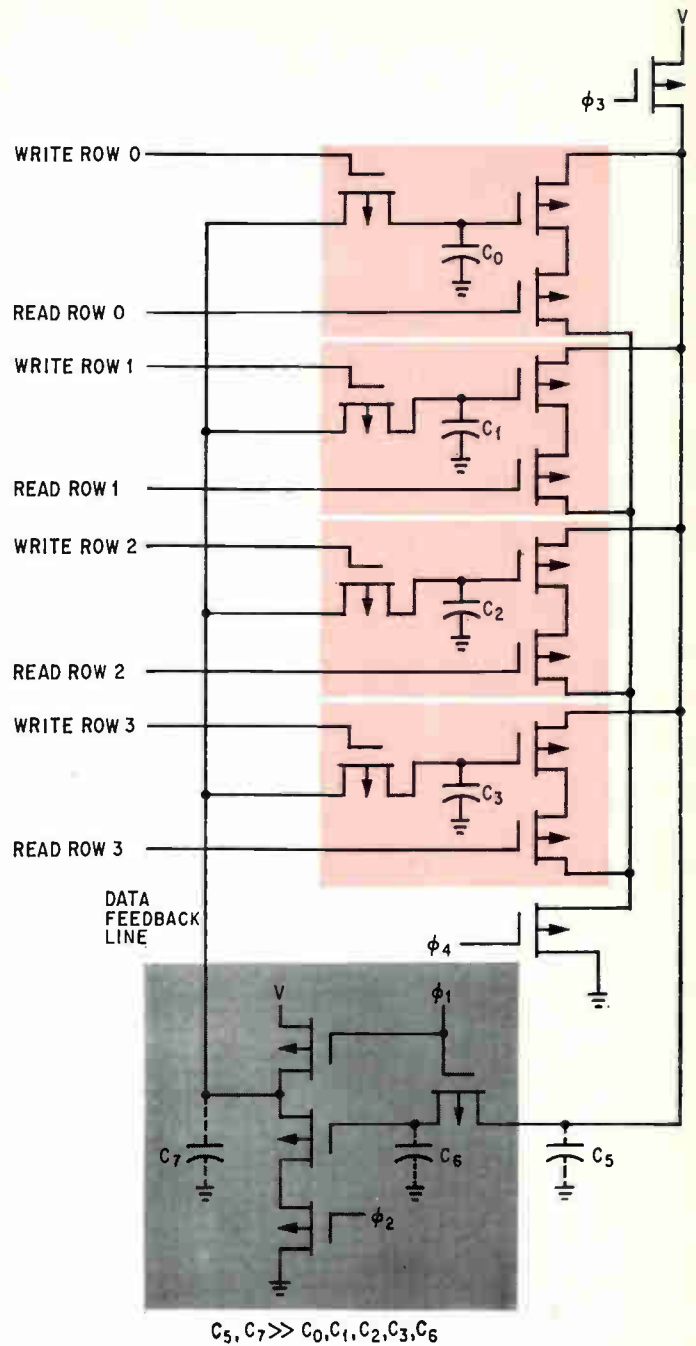 V
ϕ3
WRITE ROW 0
C0
READ ROW 0
WRITE ROW 1
C1
READ ROW 1
WRITE ROW 2
C2
READ ROW 2
WRITE ROW 3
C3
READ ROW 3
DATA
FEEDBACK
LINE
ϕ4
V
ϕ1
C7
C6
C5
ϕ2
C5, C7 >> C0, C1, C2, C3, C6